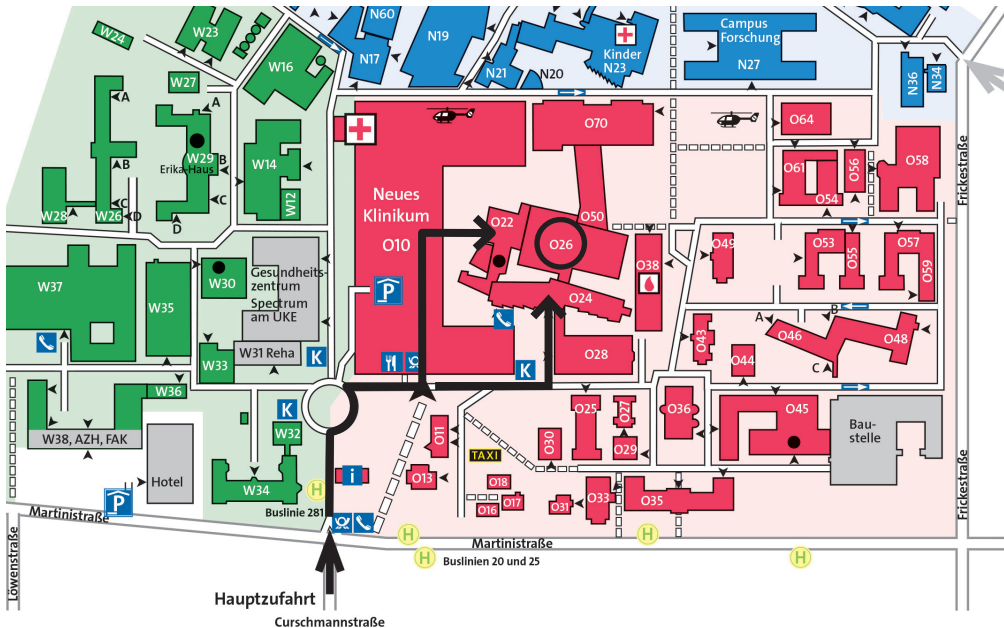 W24
W23
W16
N60
N17
N19
N21
N20
Kinder
N23
Campus
Forschung
N27
N36
N34
W27
A
A
B
W29
Erika-Haus
B
C
D
C
D
W28
W26
W14
W12
Neues
Klinikum
O10
O70
O50
O22
O26
O24
O28
O38
O64
O61
O54
O56
O58
Frickestraße
O49
O53
O55
O57
O59
W37
W35
W30
Gesundheits-
zentrum
Spectrum
am UKE
W31 Reha
W33
K
P
K
O43
O44
A
B
O46
C
O48
W36
W38, AZH, FAK
K
W32
W34
Hotel
P
i
H
Buslinie 281
O11
O13
TAXI
O30
O25
O27
O29
O36
O45
Bau-
stelle
O18
O17
O16
O31
O33
O35
Frickestraße
Martinistraße
Löwenstraße
H
H
Martinistraße
H
H
Buslinien 20 und 25
Hauptzufahrt
Curschmannstraße